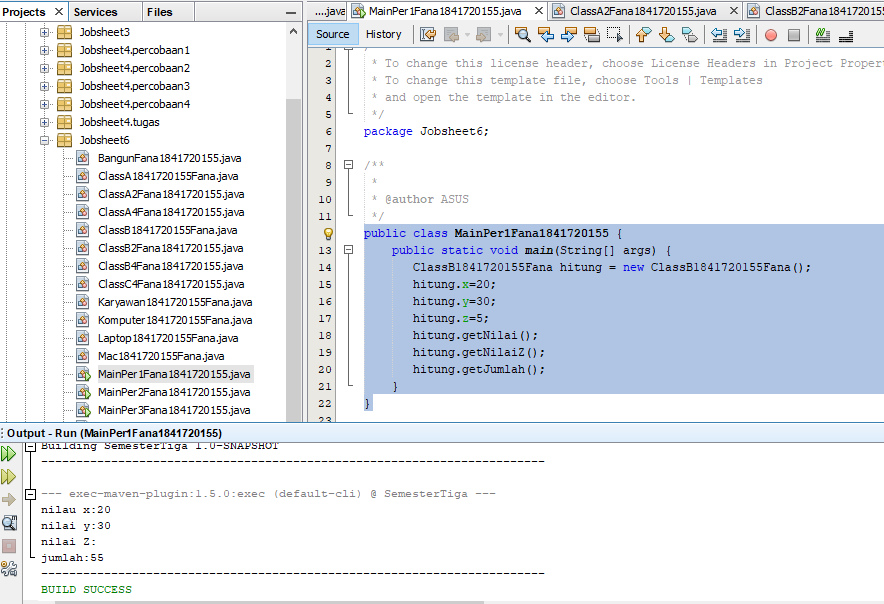 Projects
Services
Files
Jobsheet3
Jobsheet4.percobaan1
Jobsheet4.percobaan2
Jobsheet4.percobaan3
Jobsheet4.percobaan4
Jobsheet4.tugas
Jobsheet6
BangunFana1841720155.java
ClassA1841720155Fana.java
ClassA2Fana1841720155.java
ClassA4Fana1841720155.java
ClassB1841720155Fana.java
ClassB2Fana1841720155.java
ClassB4Fana1841720155.java
ClassC4Fana1841720155.java
Karyawan1841720155Fana.java
Komputer1841720155Fana.java
Laptop1841720155Fana.java
Mac1841720155Fana.java
MainPer1Fana1841720155.java
MainPer2Fana1841720155.java
MainPer3Fana1841720155.java
....java
MainPer1Fana1841720155.java
ClassA2Fana1841720155.java
ClassB2Fana184172015
Source
History
1 /*
2 * To change this license header, choose License Headers in Project Proper
3 * To change this template file, choose Tools | Templates
4 * and open the template in the editor.
5 */
6 package Jobsheet6;
7
8 /**
9 *
10 * @author ASUS
11 */
public class MainPer1Fana1841720155 {
13 public static void main(String[] args) {
14 ClassB1841720155Fana hitung = new ClassB1841720155Fana();
15 hitung.x=20;
16 hitung.y=30;
17 hitung.z=5;
18 hitung.getNilai();
19 hitung.getNilaiZ();
20 hitung.getJumlah();
21 }
22 }
23
Output - Run (MainPer1Fana1841720155)
Building SemesterTiga 1.0-SNAPSHOT
------------------------------------------------------------------------
--- exec-maven-plugin:1.5.0:exec (default-cli) @ SemesterTiga ---
nilau x:20
nilai y:30
nilai Z:
jumlah:55
------------------------------------------------------------------------
BUILD SUCCESS